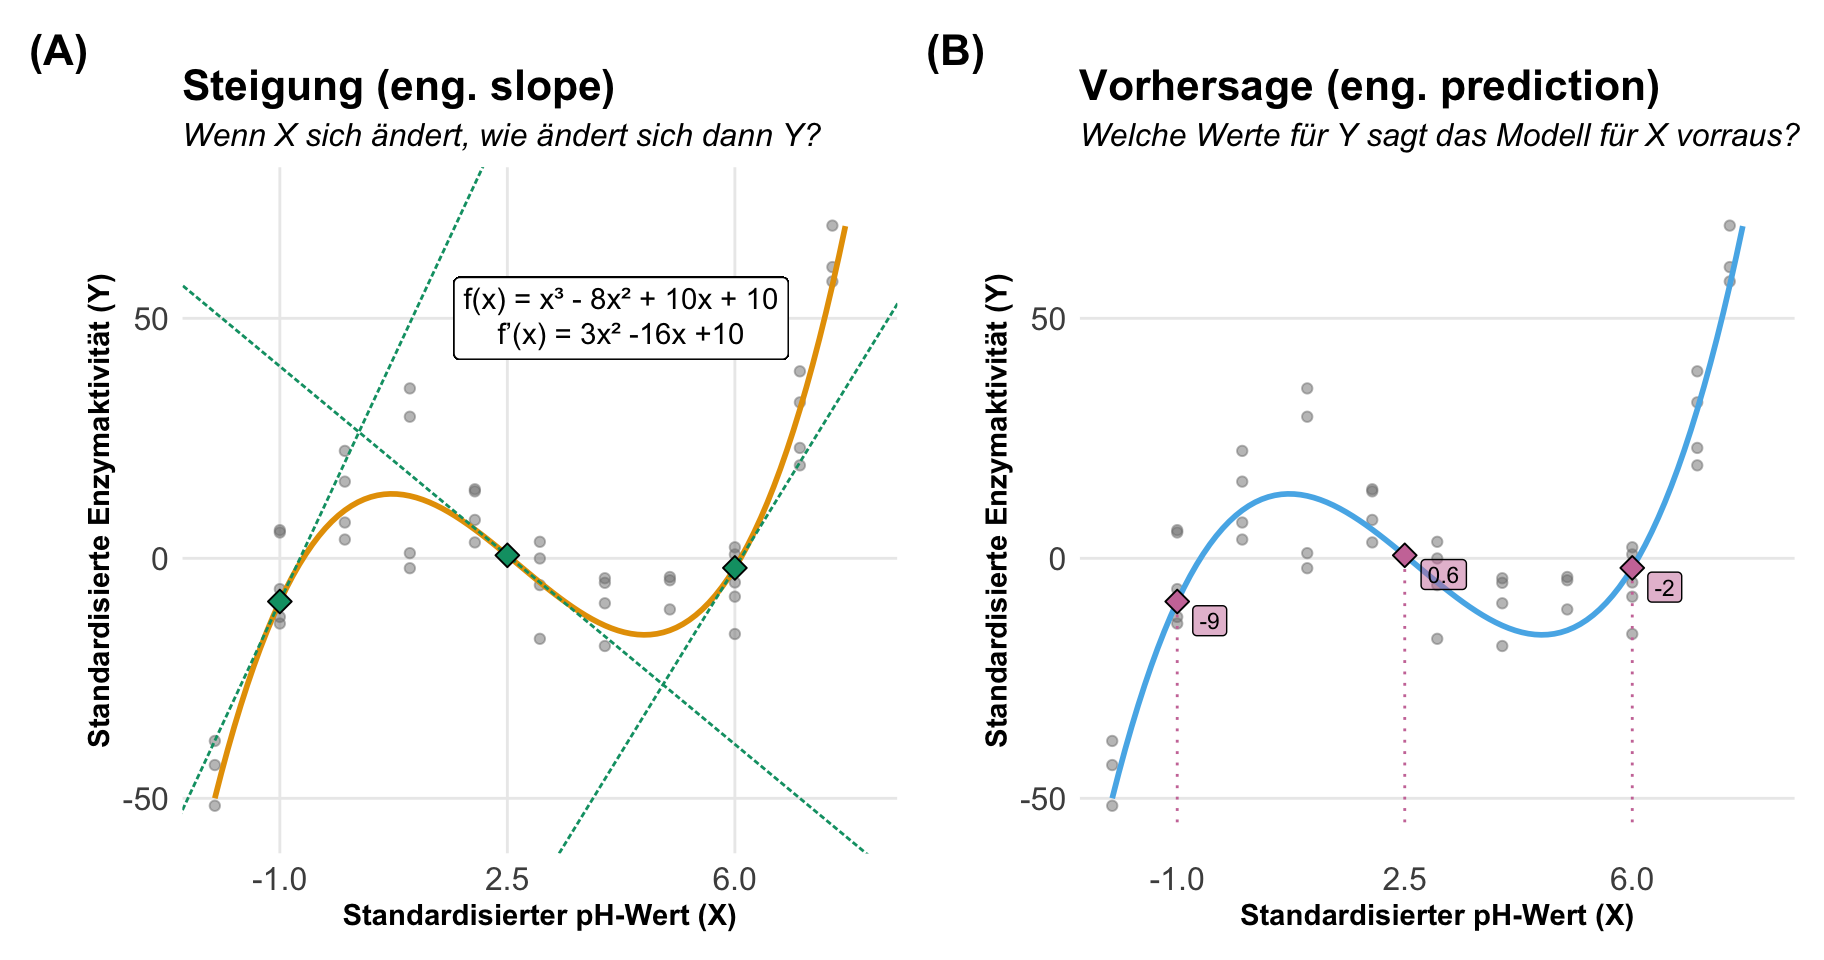 (A)
Steigung (eng. slope)
Wenn X sich ändert, wie ändert sich dann Y?
f(x) = x³ - 8x² + 10x + 10
f'(x) = 3x² -16x +10
Standardisierte Enzymaktivität (Y)
50
0
-50
-1.0
2.5
6.0
Standardisierter pH-Wert (X)
(B)
Vorhersage (eng. prediction)
Welche Werte für Y sagt das Modell für X vorraus?
Standardisierte Enzymaktivität (Y)
50
0
-50
-9
0.6
-2
-1.0
2.5
6.0
Standardisierter pH-Wert (X)